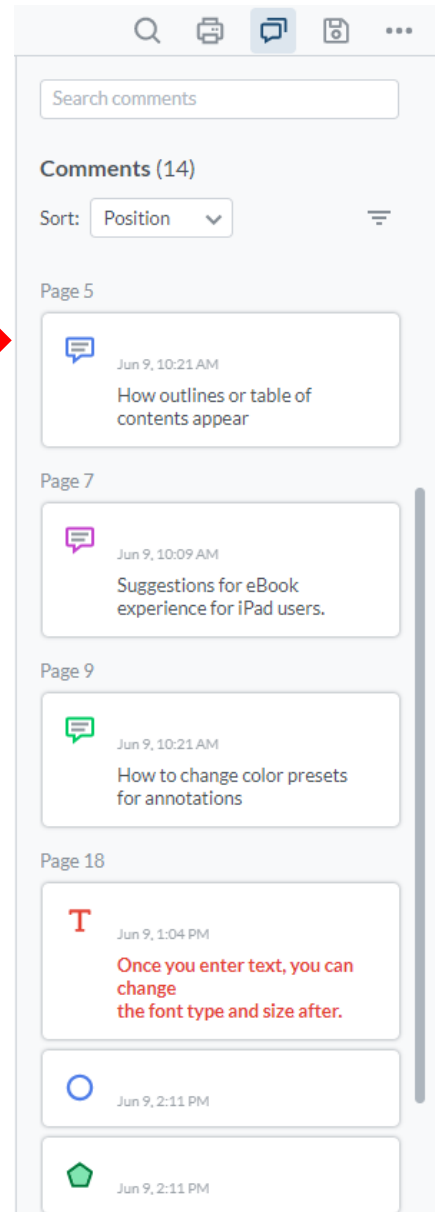 Search comments
Comments (14)
Sort: Position
Page 5
Jun 9, 10:21 AM
How outlines or table of
contents appear
Page 7
Jun 9, 10:09 AM
Suggestions for eBook
experience for iPad users.
Page 9
Jun 9, 10:21 AM
How to change color presets
for annotations
Page 18
T
Jun 9, 1:04 PM
Once you enter text, you can
change
the font type and size after.
Jun 9, 2:11 PM
Jun 9, 2:11 PM